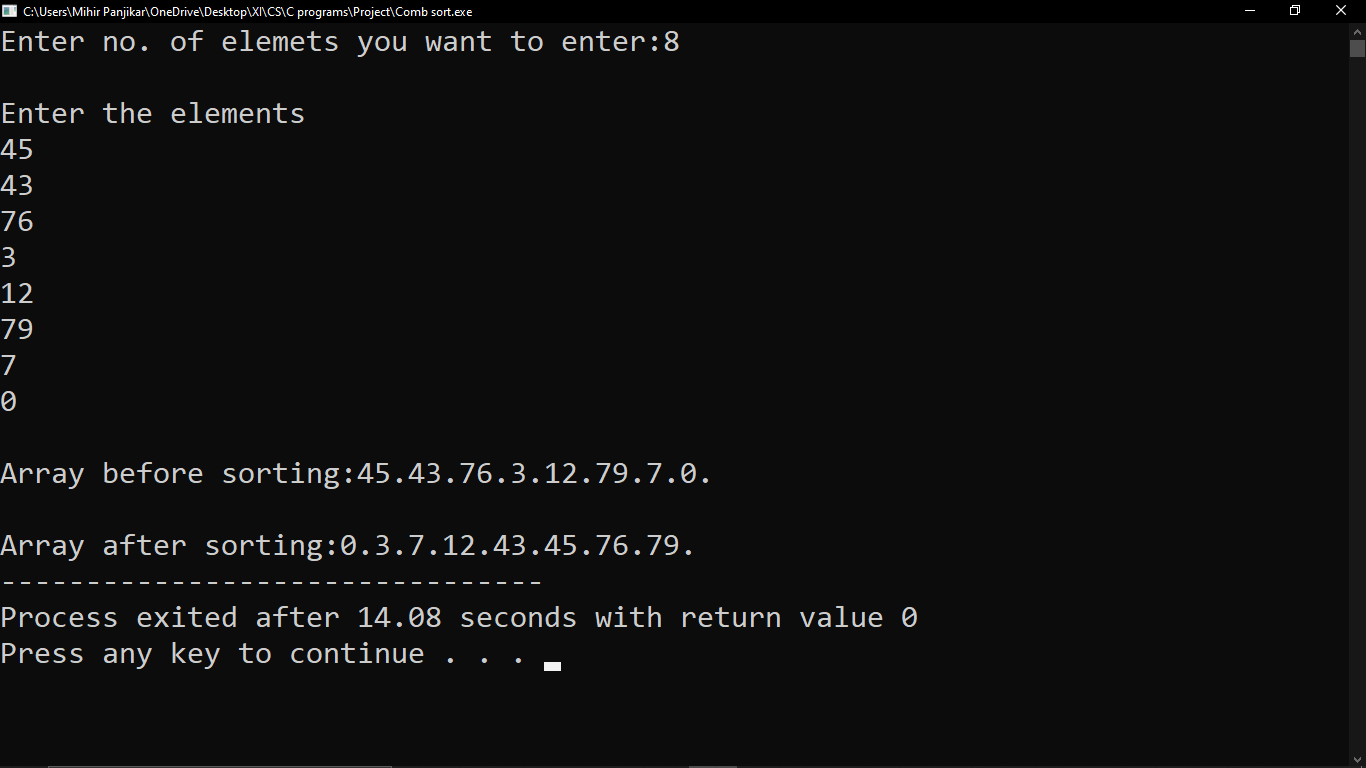 C:\Users\Mihir Panjikar\OneDrive\Desktop\XI\CS\C programs\Project\Comb sort.exe
Enter no. of elemets you want to enter:8
Enter the elements
45
43
76
3
12
79
7
0
Array before sorting:45.43.76.3.12.79.7.0.
Array after sorting:0.3.7.12.43.45.76.79.
--------------------------------
Process exited after 14.08 seconds with return value 0
Press any key to continue . . .